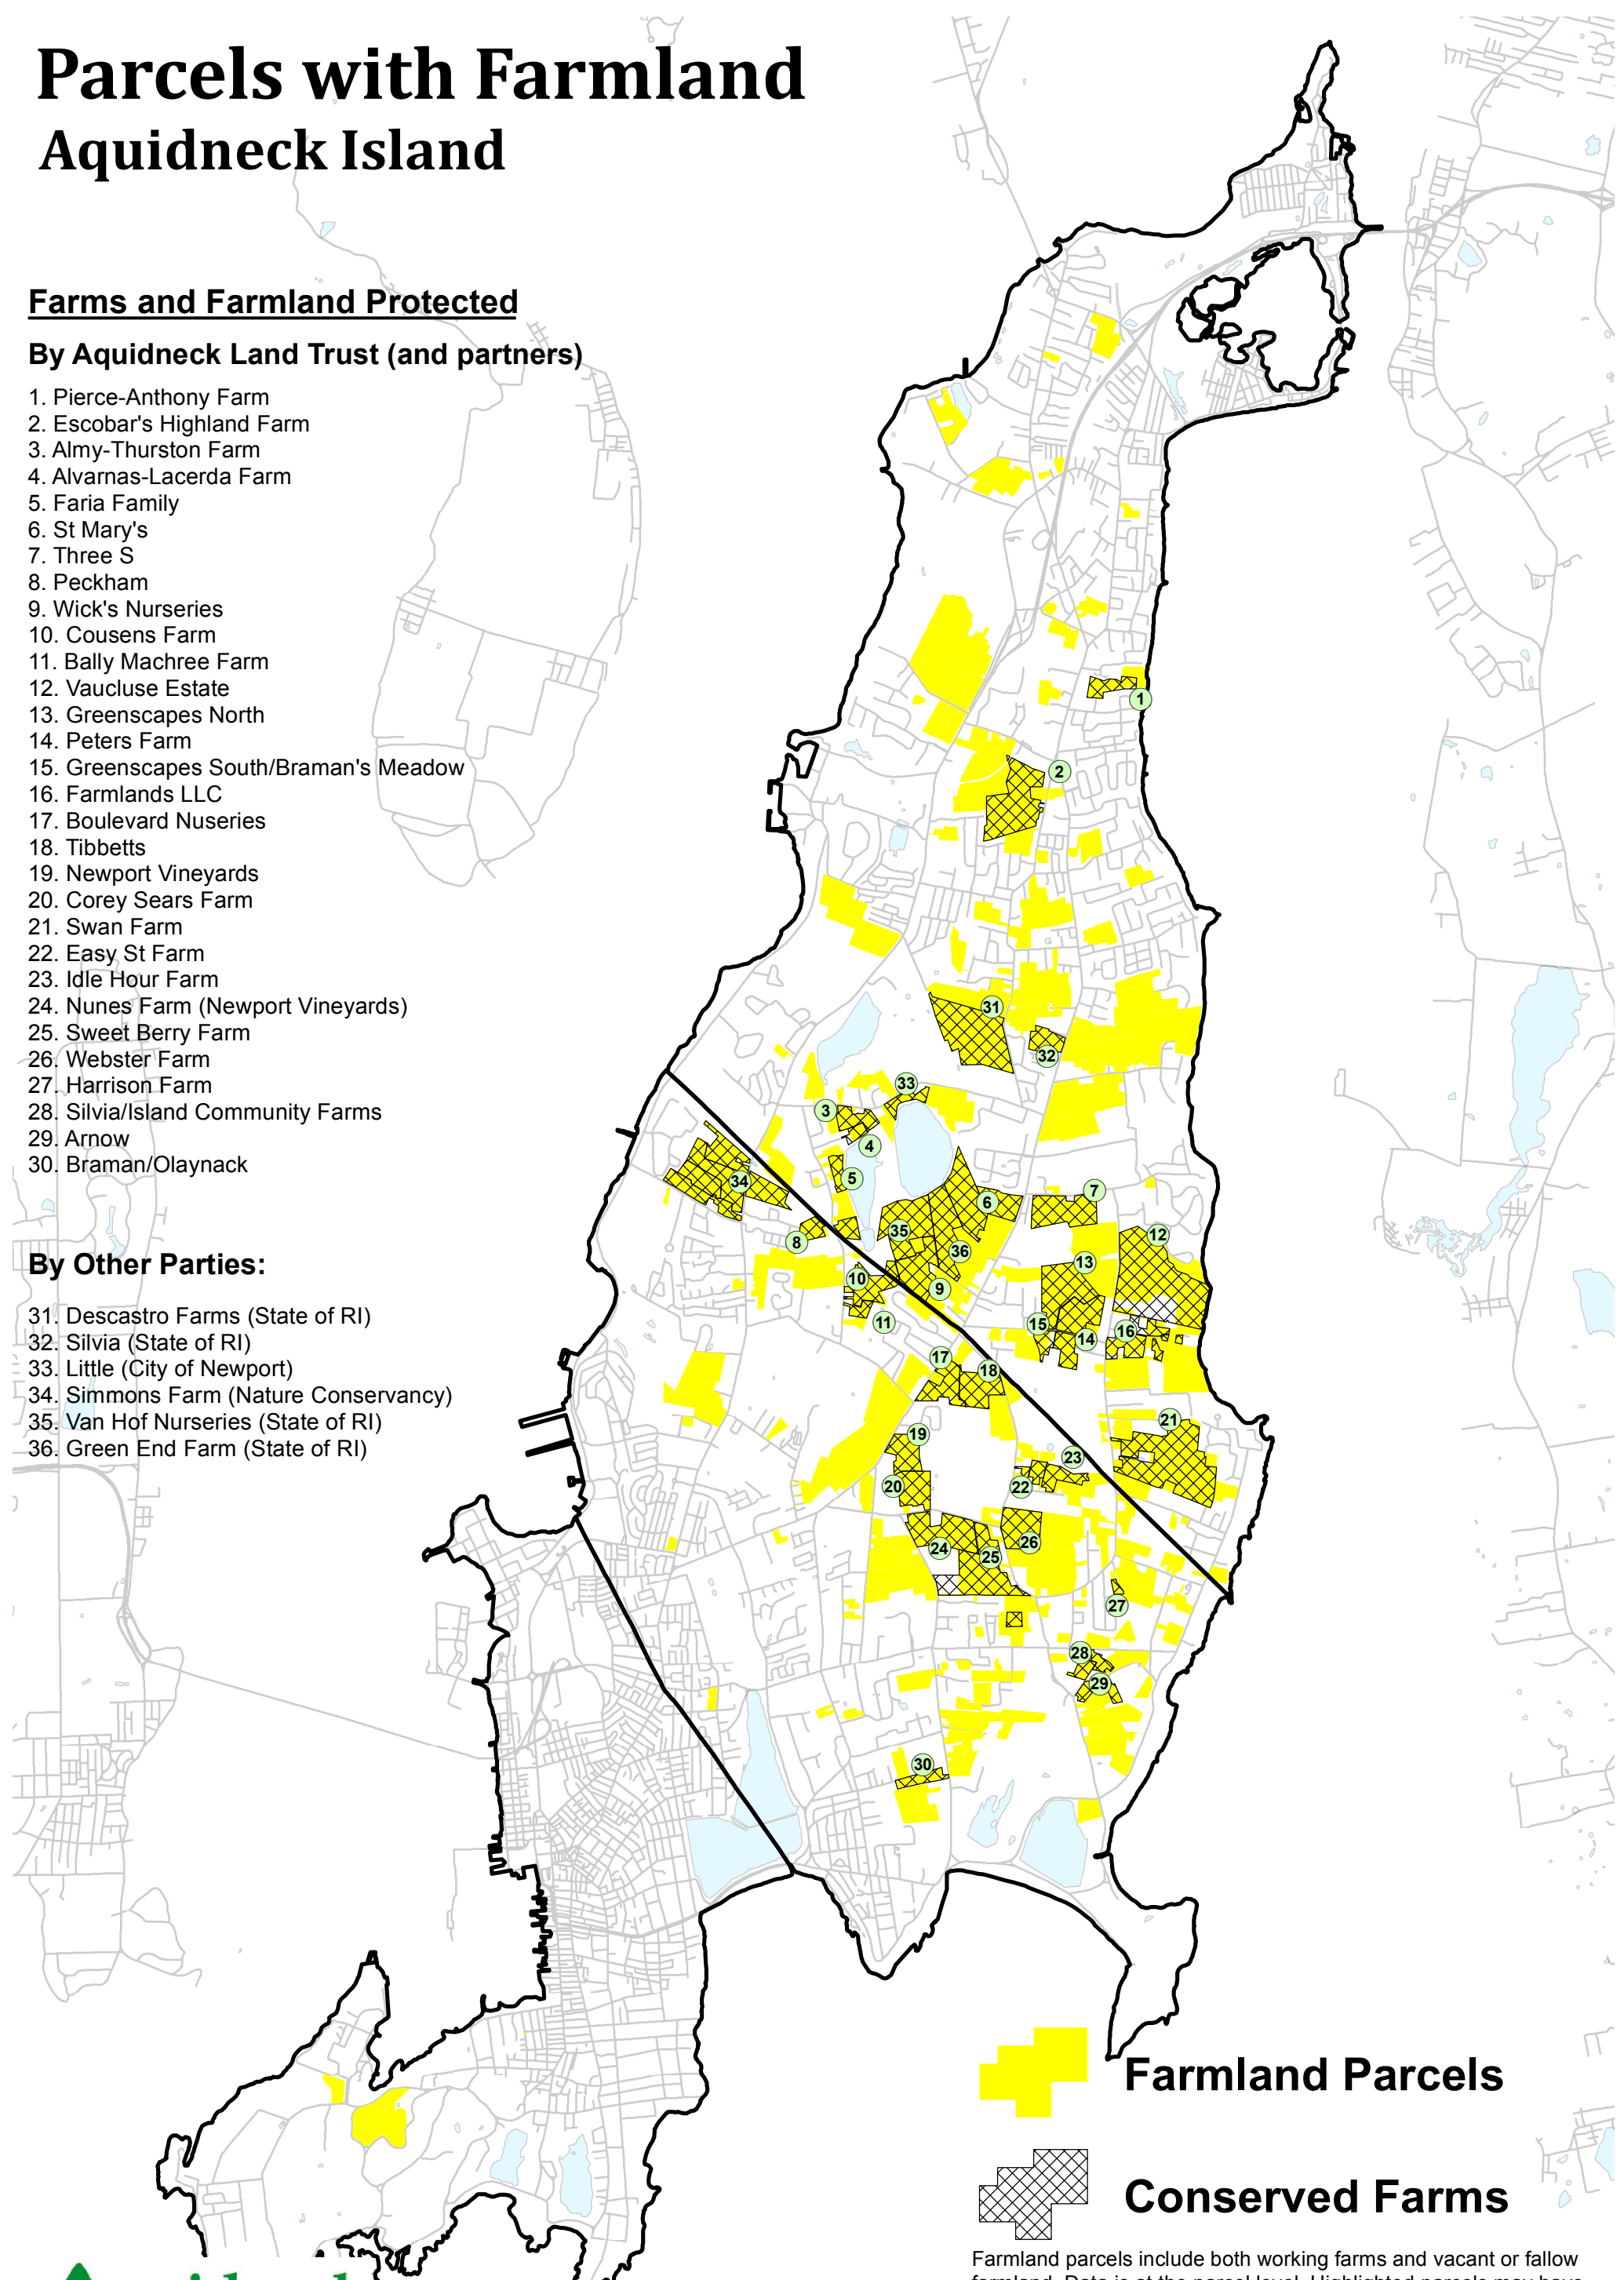 Parcels with Farmland
Aquidneck Island
Farms and Farmland Protected
By Aquidneck Land Trust (and partners)
1. Pierce-Anthony Farm
2. Escobar's Highland Farm
3. Almy-Thurston Farm
4. Alvarnas-Lacerda Farm
5. Faria Family
6. St Mary's
7. Three S
8. Peckham
9. Wick's Nurseries
10. Cousens Farm
11. Bally Machree Farm
12. Vaucluse Estate
13. Greenscapes North
14. Peters Farm
15. Greenscapes South/Braman's Meadow
16. Farmlands LLC
17. Boulevard Nuseries
18. Tibbetts
19. Newport Vineyards
20. Corey Sears Farm
21. Swan Farm
22. Easy St Farm
23. Idle Hour Farm
24. Nunes Farm (Newport Vineyards)
25. Sweet Berry Farm
26. Webster Farm
27. Harrison Farm
28. Silvia/Island Community Farms
29. Arnow
30. Braman/Olaynack
By Other Parties:
31. Descastro Farms (State of RI)
32. Silvia (State of RI)
33. Little (City of Newport)
34. Simmons Farm (Nature Conservancy)
35. Van Hof Nurseries (State of RI)
36. Green End Farm (State of RI)
1
2
31
32
33
3
4
5
34
6
7
8
35
36
12
13
10
9
11
15
14
16
17
18
19
21
20
22
23
24
25
26
27
28
29
30
Farmland Parcels
Conserved Farms
Farmland parcels include both working farms and vacant or fallow